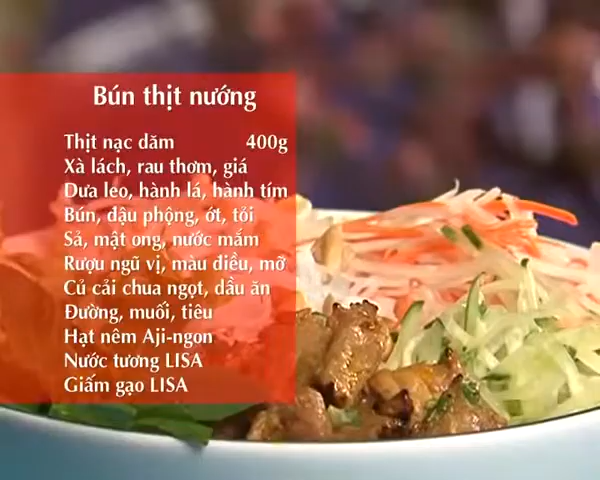 Bún thịt nướng
Thịt nạc dăm 400g
Xà lách, rau thơm, giá
Dưa leo, hành lá, hành tím
Bún, đậu phộng, ớt, tỏi
Sả, mật ong, nước mắm
Rượu ngũ vị, màu điều, mỡ
Củ cải chua ngọt, dầu ăn
Đường, muối, tiêu
Hạt nêm Aji-ngon
Nước tương LISA
Giấm gạo LISA